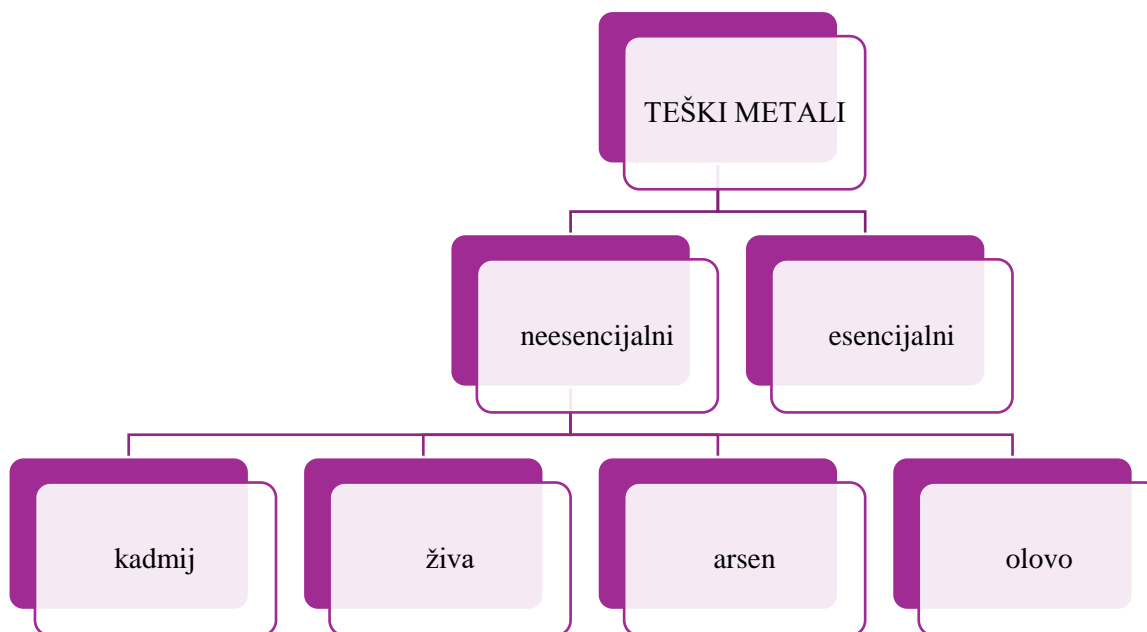 TEŠKI METALI
neesencijalni
esencijalni
kadmij
živa
arsen
olovo